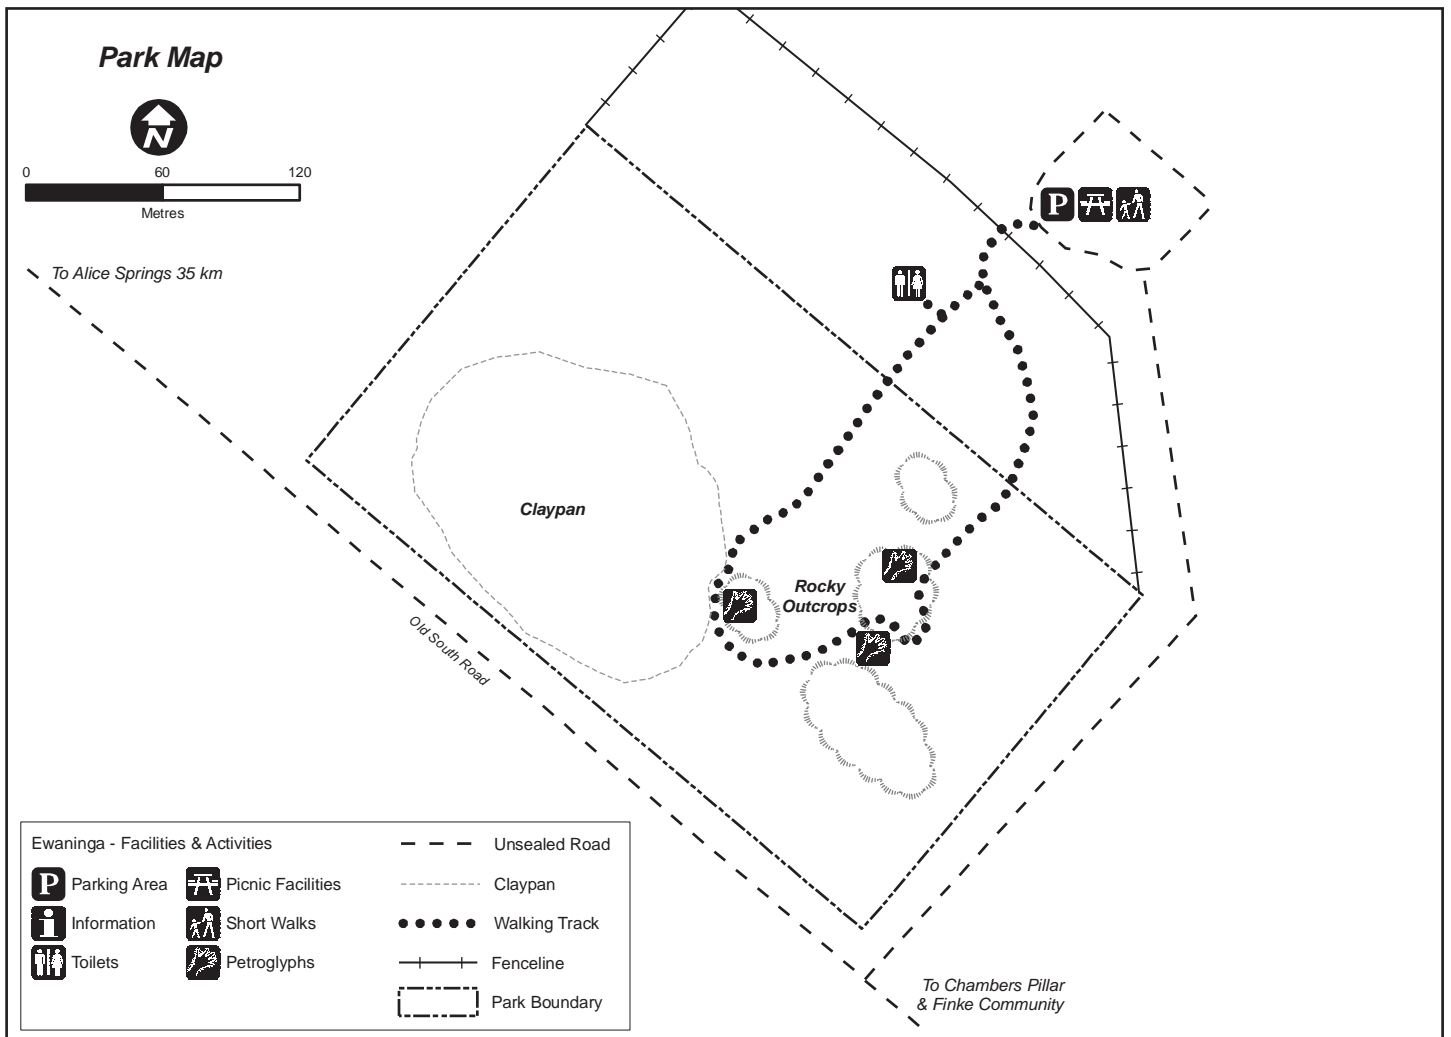 Park Map
N
0 60 120
Metres
To Alice Springs 35 km
P
Claypan
Rocky
Outcrops
Old South Road
To Chambers Pillar
& Finke Community
Ewaninga - Facilities & Activities
P Parking Area
Picnic Facilities
i Information
Short Walks
Toilets
Petroglyphs
Unsealed Road
Claypan
Walking Track
Fenceline
Park Boundary